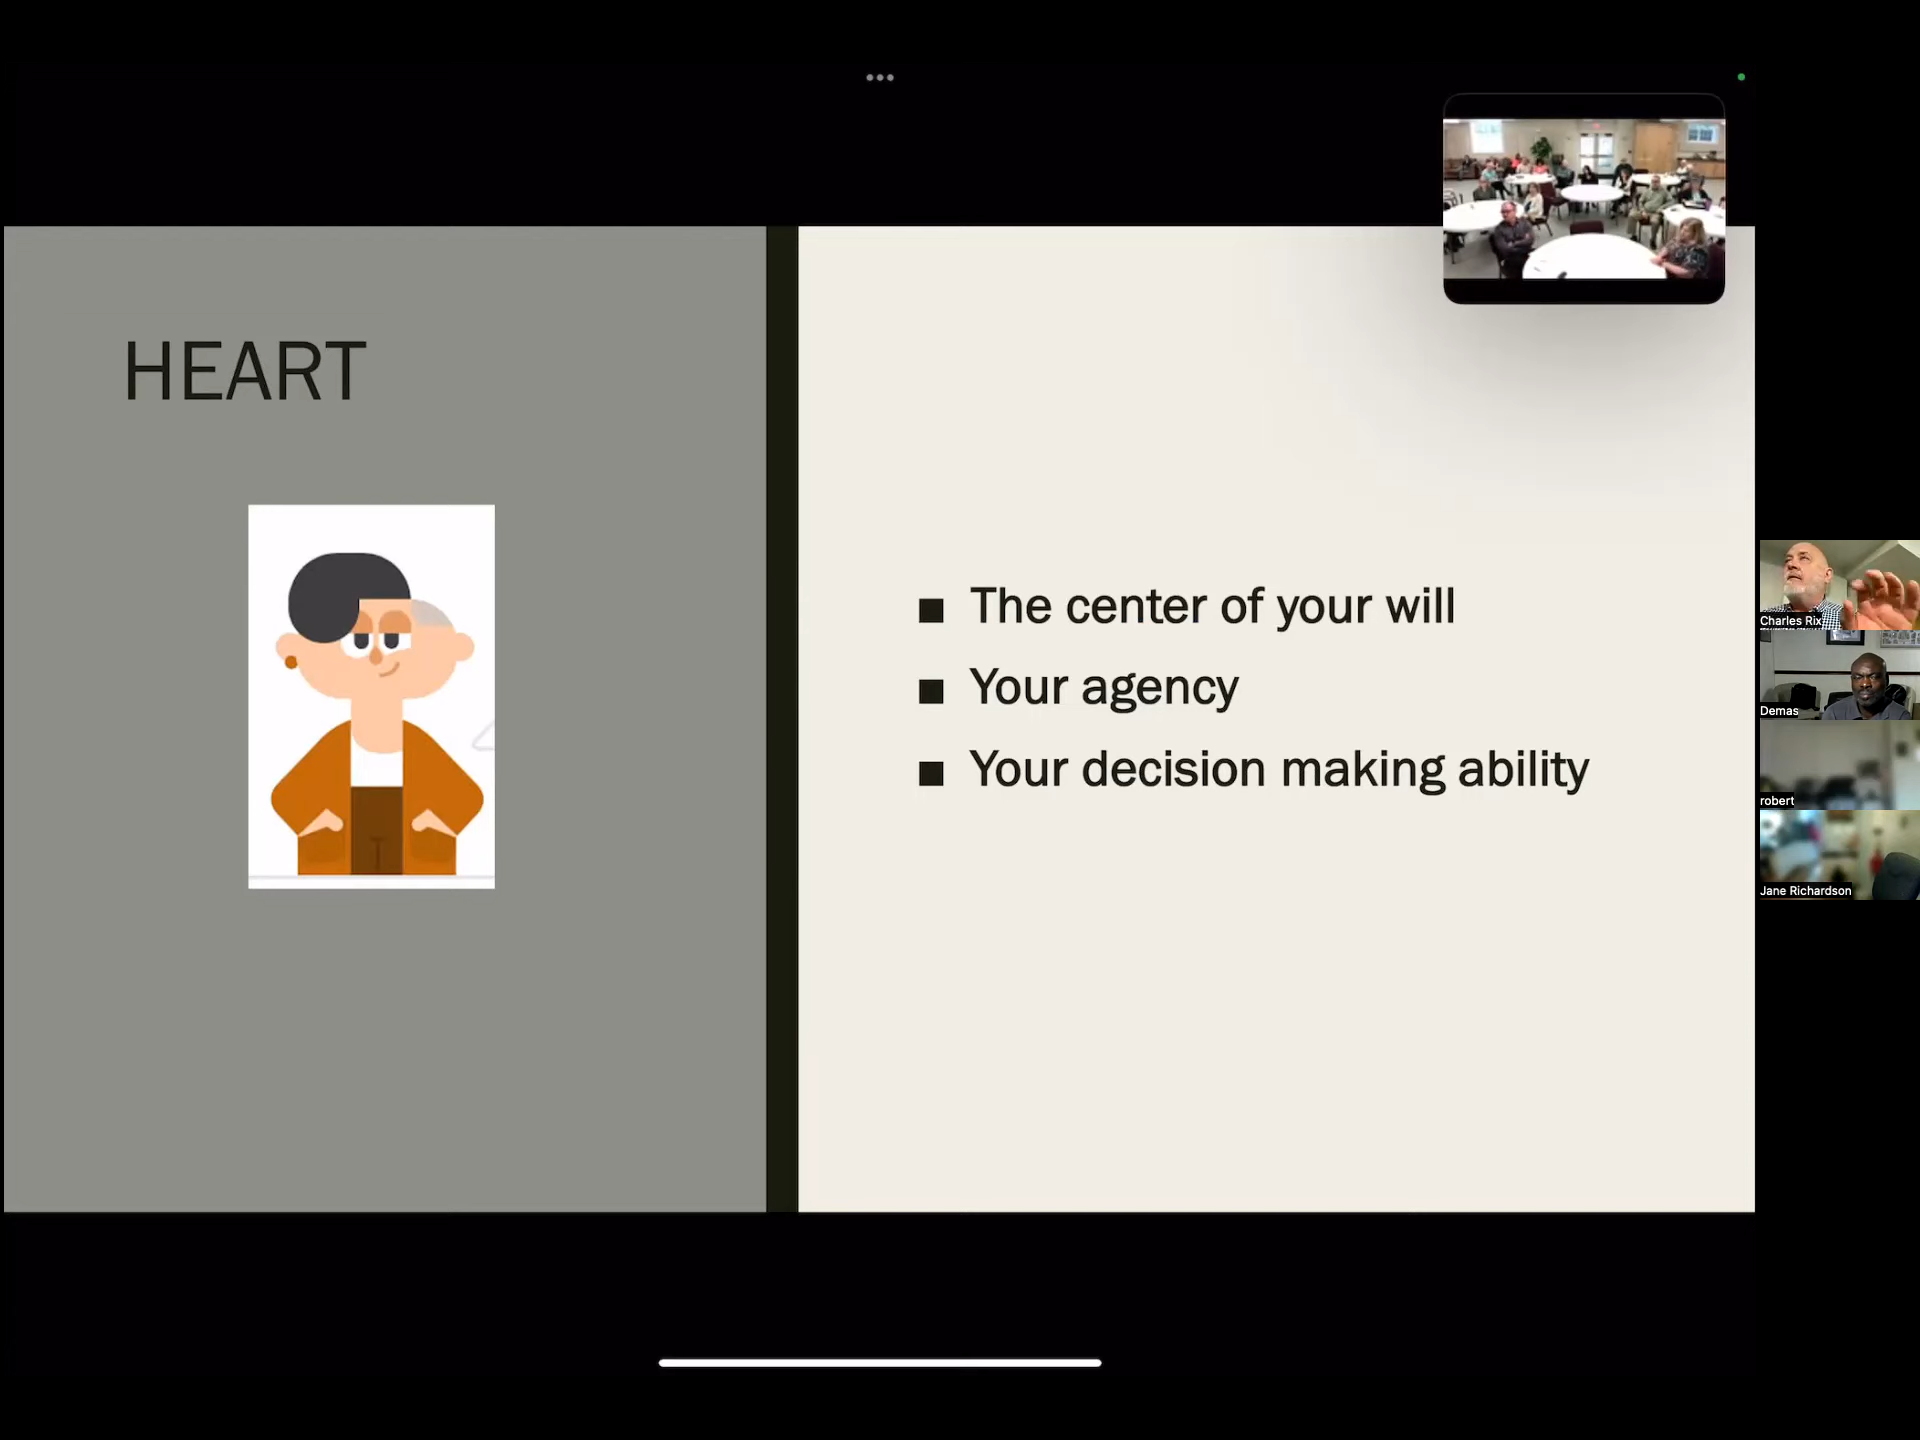 HEART
■ The center of your will
■ Your agency
■ Your decision making ability
Charles Rix
Demas
robert
Jane Richardson